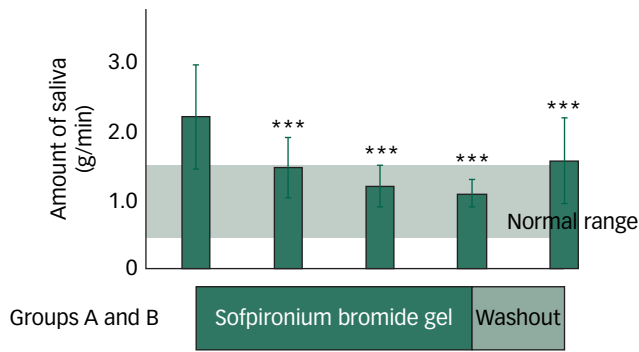 Amount of saliva
(g/min)
3.0
2.0
1.0
0
***
***
***
***
Normal range
Groups A and B
Sofpironium bromide gel
Washout